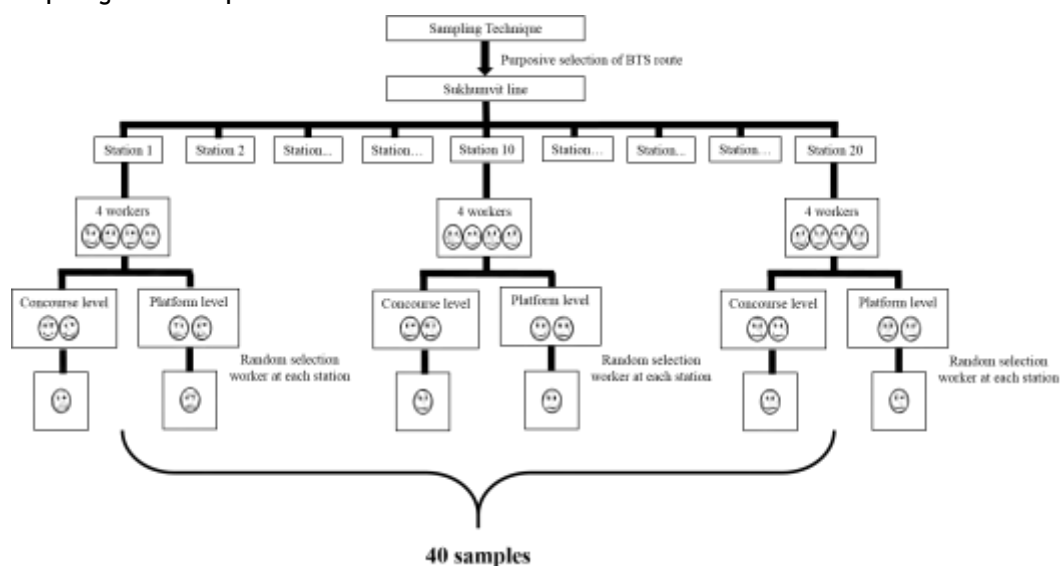 Sampling Technique
Purposive selection of BTS route
Sukhumvit line
Station 1
Station 2
Station...
Station...
Station 10
Station...
Station...
Station...
Station 20
4 workers
4 workers
4 workers
Concourse level
Platform level
Concourse level
Platform level
Concourse level
Platform level
Random selection
worker at each station
Random selection
worker at each station
Random selection
worker at each station
40 samples